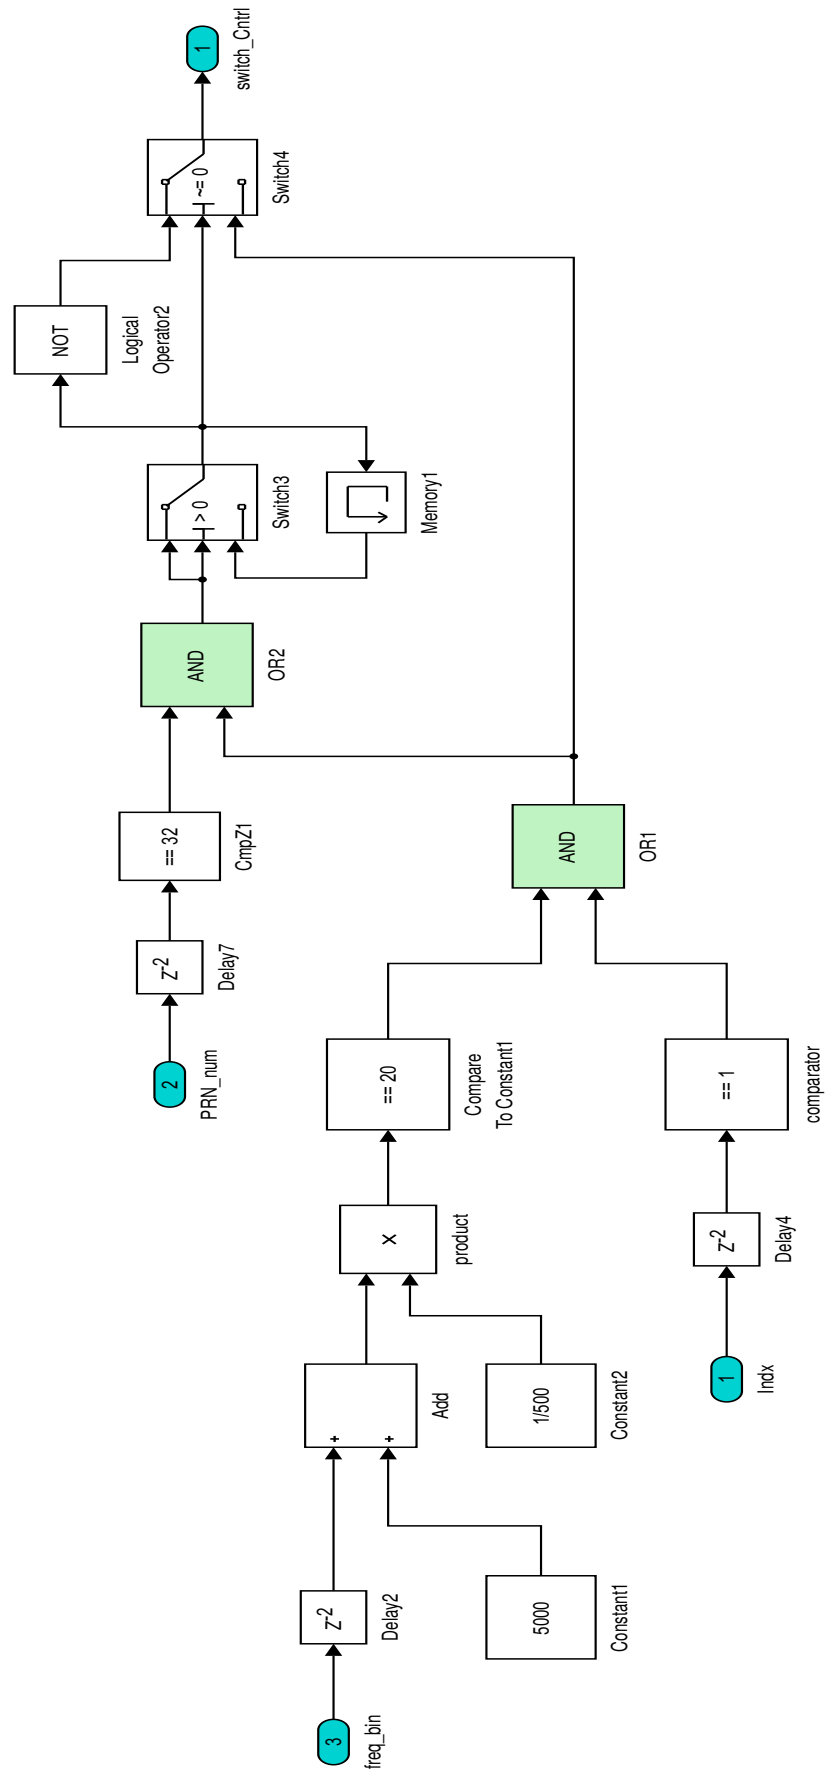 1
switch_Cntrl
~= 0
Switch4
NOT
Logical
Operator2
> 0
Switch3
Memory1
AND
OR2
== 32
CmpZ1
Z-2
Delay7
2
PRN_num
AND
OR1
== 20
Compare
To Constant1
== 1
comparator
X
product
Z-2
Delay4
1
Indx
+
+
Add
1/500
Constant2
Z-2
Delay2
5000
Constant1
3
freq_bin